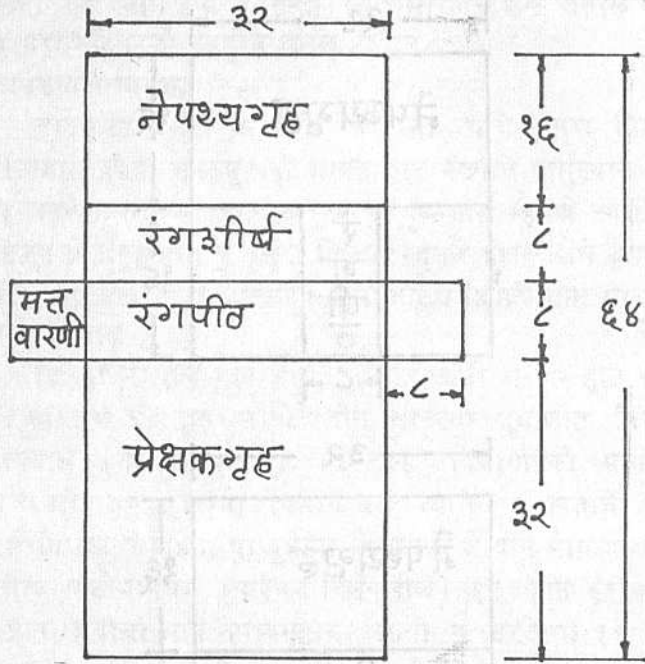 ३२
नेपथ्यगृह
१६
रंगशीर्ष
८
मत्त
वारणी
रंगपीठ
८
६४
८
प्रेक्षकगृह
३२